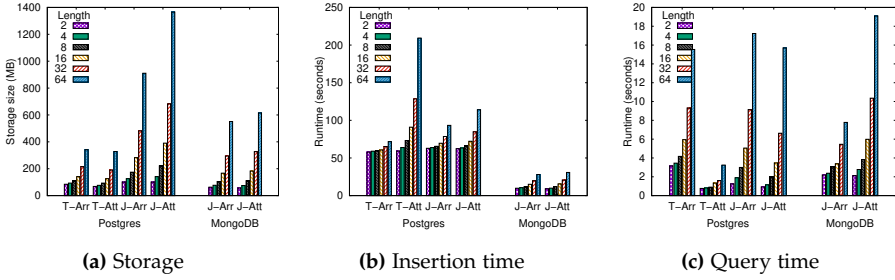 1400
1200
1000
800
600
400
200
0
Storage size (MB)
Length
2
4
8
16
32
64
T-Arr T-Att J-Arr J-Att J-Arr J-Att
Postgres MongoDB
(a) Storage
300
250
200
150
100
50
0
Runtime (seconds)
Length
2
4
8
16
32
64
T-Arr T-Att J-Arr J-Att J-Arr J-Att
Postgres MongoDB
(b) Insertion time
20
18
16
14
12
10
8
6
4
2
0
Runtime (seconds)
Length
2
4
8
16
32
64
T-Arr T-Att J-Arr J-Att J-Arr J-Att
Postgres MongoDB
(c) Query time